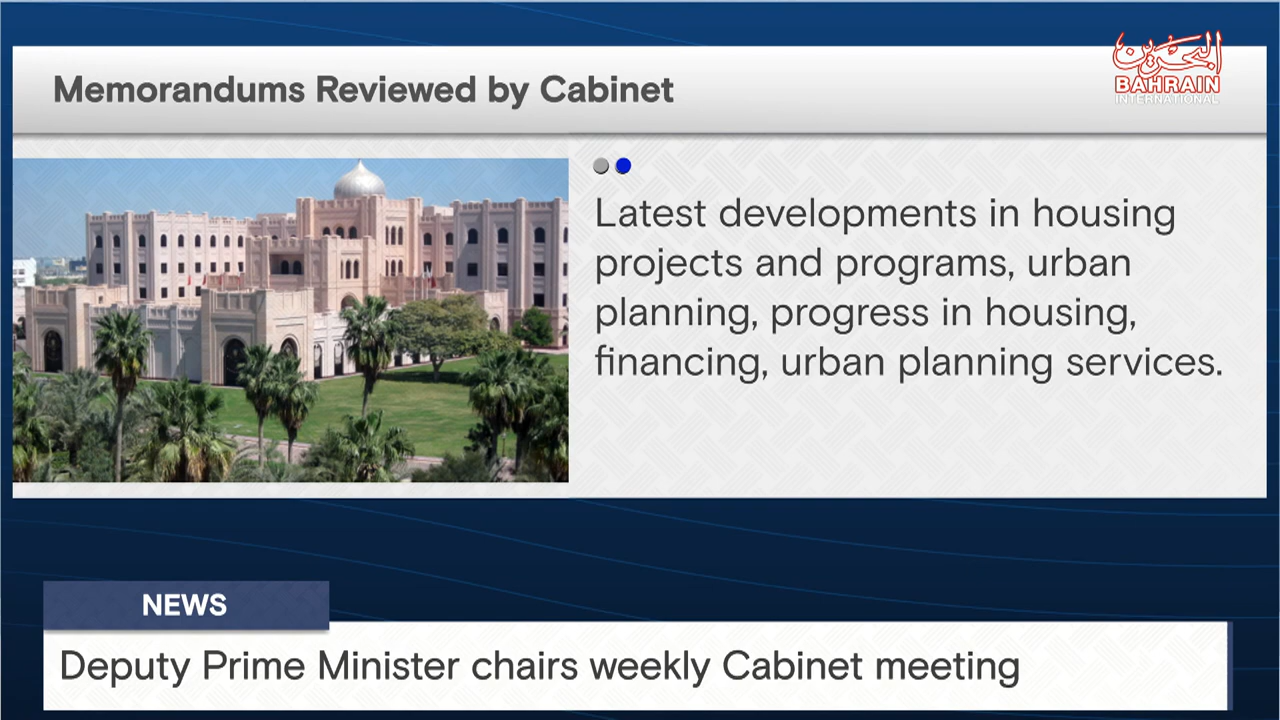 Memorandums Reviewed by Cabinet
البحرين
BAHRAIN
INTERNATIONAL
Latest developments in housing
projects and programs, urban
planning, progress in housing,
financing, urban planning services.
NEWS
Deputy Prime Minister chairs weekly Cabinet meeting